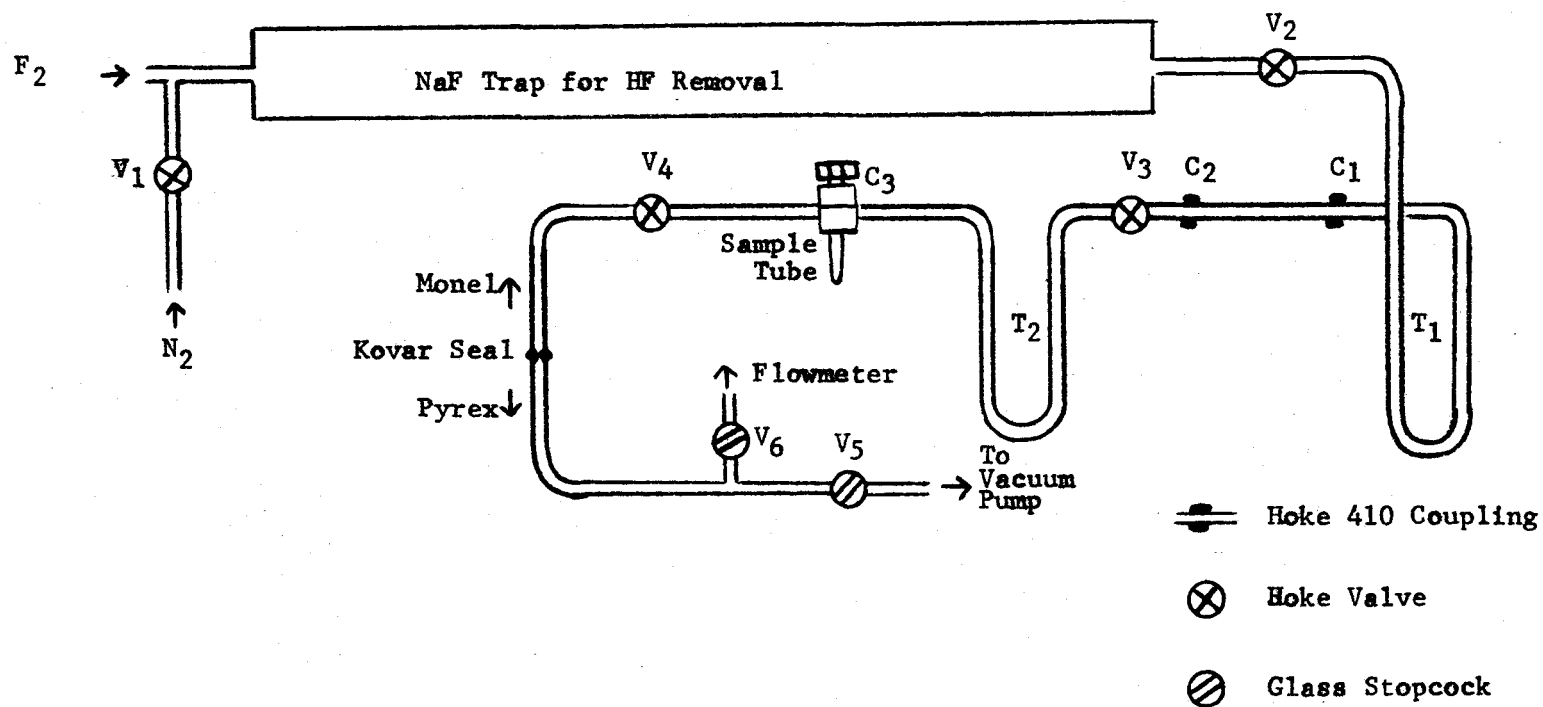 F2
NaF Trap for HF Removal
V2
V1
V4
C3
V3
C2
C1
Sample
Tube
Monel
N2
Kovar Seal
T2
T1
Flowmeter
Pyrex
V6
V5
To
Vacuum
Pump
Hoke 410 Coupling
Hoke Valve
Glass Stopcock